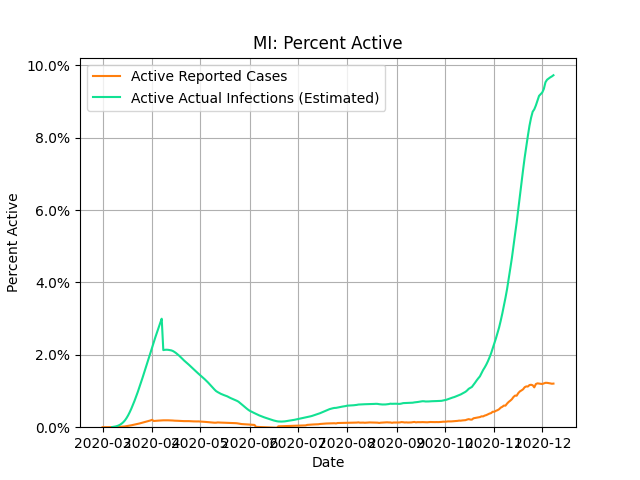 MI: Percent Active
Active Reported Cases
Active Actual Infections (Estimated)
Percent Active
10.0%
8.0%
6.0%
4.0%
2.0%
0.0%
2020-03 2020-04 2020-05 2020-06 2020-07 2020-08 2020-09 2020-10 2020-11 2020-12
Date